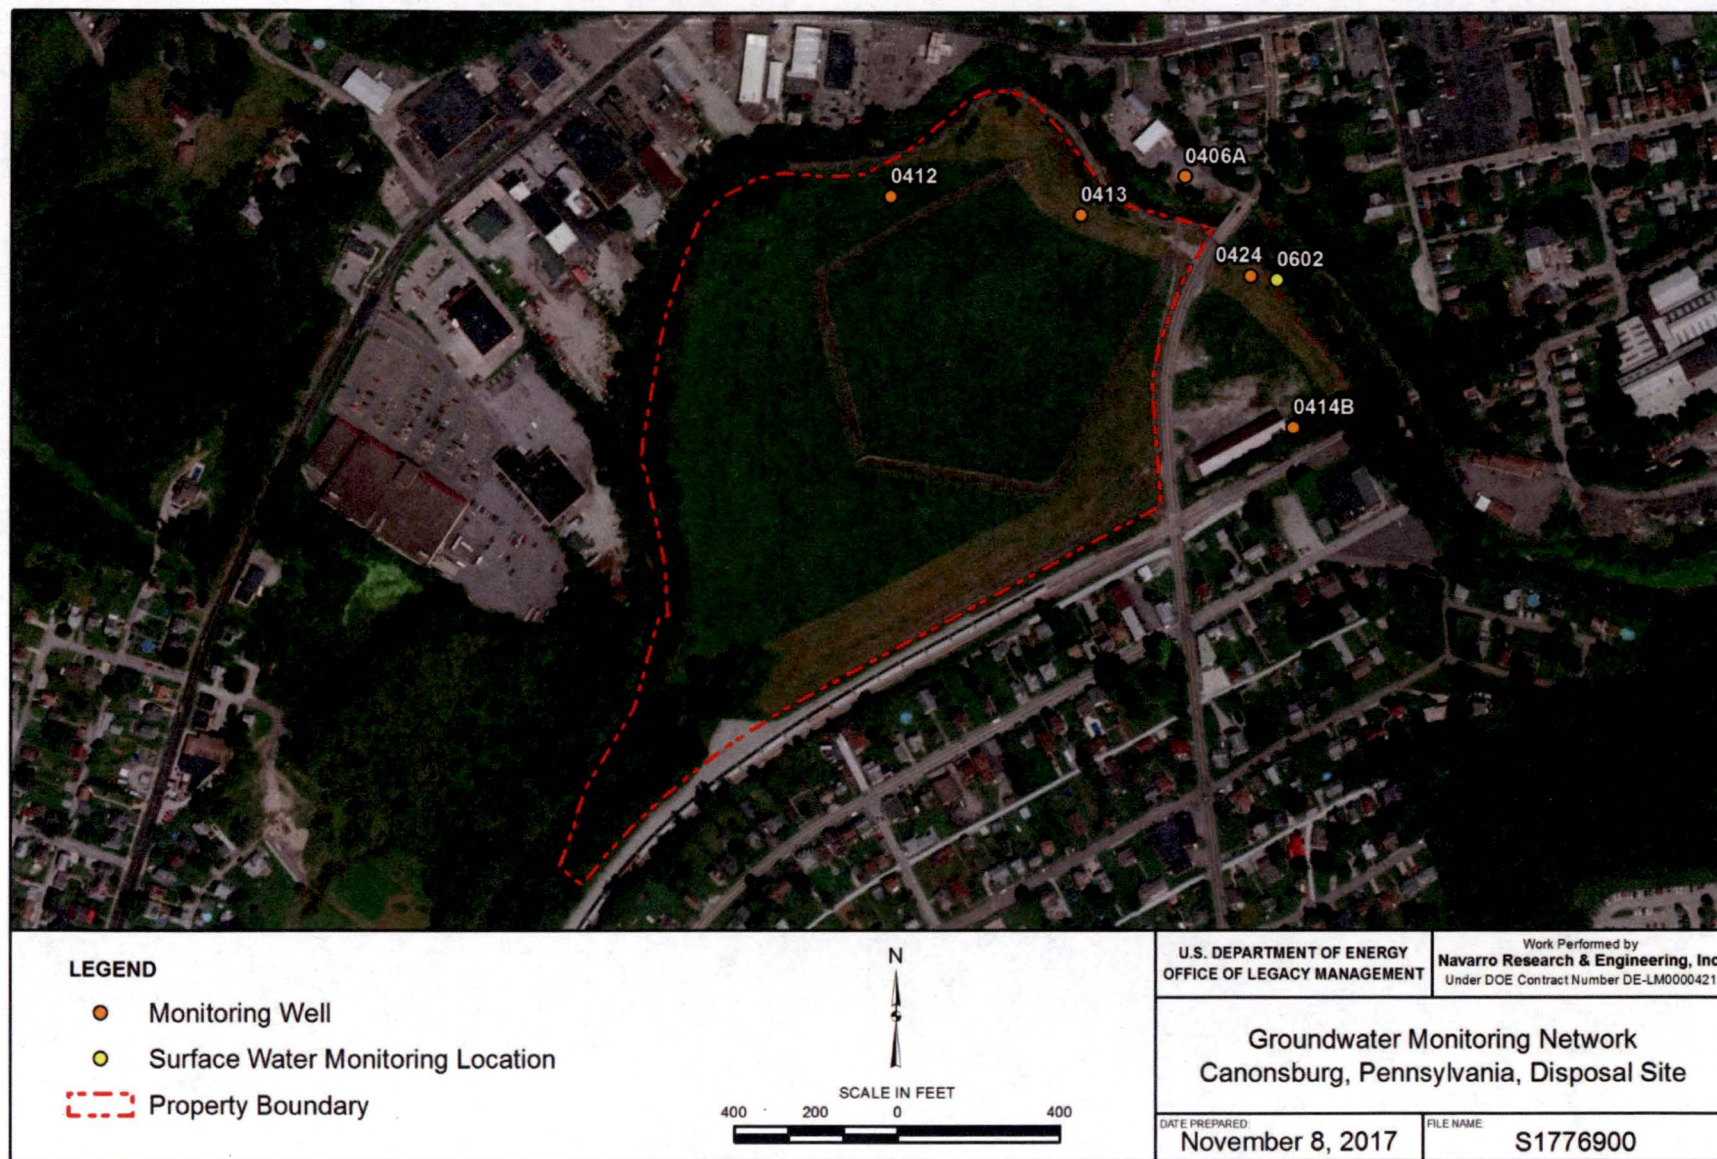 0406A
0412
0413
0424
0602
0414B
LEGEND
Monitoring Well
Surface Water Monitoring Location
Property Boundary
N
SCALE IN FEET
400 200 0 400
U.S. DEPARTMENT OF ENERGY
OFFICE OF LEGACY MANAGEMENT
Work Performed by
Navarro Research & Engineering, Inc
Under DOE Contract Number DE-LM0000421
Groundwater Monitoring Network
Canonsburg, Pennsylvania, Disposal Site
DATE PREPARED:
November 8, 2017
FILE NAME:
S1776900